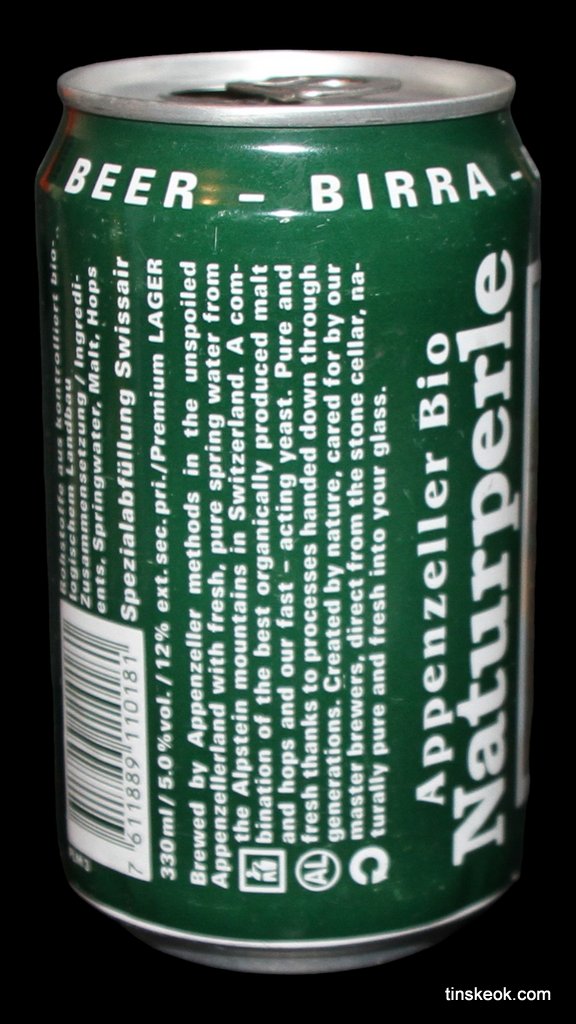 BEER – BIRRA -
Rohstoffe aus kontrolliert bio-
logischem Landbau
Zusammensetzung / Ingredi-
ents, Springwater, Malt, Hops
Spezialabfüllung Swissair
330 ml / 5.0 %vol. / 12% ext. sec. pri./Premium LAGER
Brewed by Appenzeller methods in the unspoiled
Appenzellerland with fresh, pure spring water from
the Alpstein mountains in Switzerland. A com-
bination of the best organically produced malt
and hops and our fast – acting yeast. Pure and
fresh thanks to processes handed down through
generations. Created by nature, cared for by our
master brewers, direct from the stone cellar, na-
turally pure and fresh into your glass.
7 611889 110181
AL
Appenzeller Bio
Naturperle
tinskeok.com